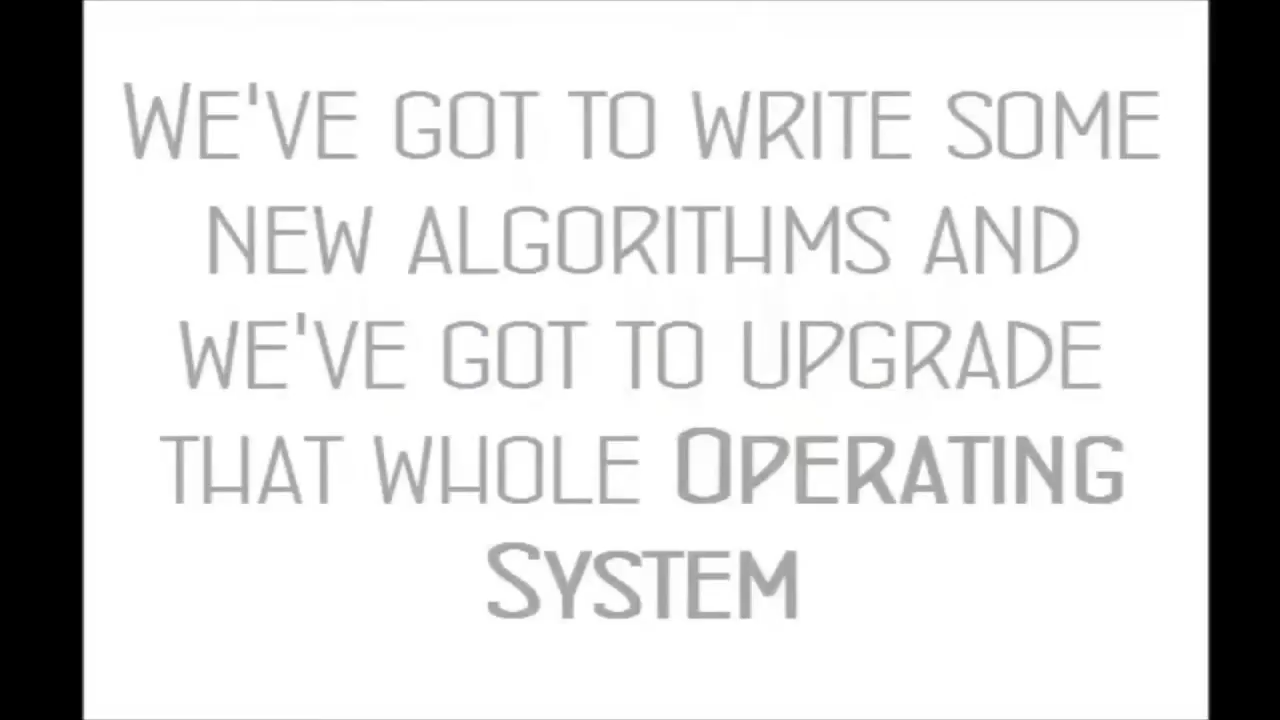 WE'VE GOT TO WRITE SOME
NEW ALGORITHMS AND
WE'VE GOT TO UPGRADE
THAT WHOLE OPERATING
SYSTEM